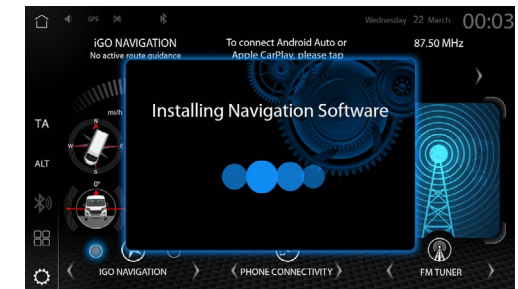 GPS
Wednesday 22 March 00:03
iGO NAVIGATION
No active route guidance
To connect Android Auto or
Apple CarPlay, please tap
87.50 MHz
mi/h
Installing Navigation Software
TA
ALT
N
W
E
S
0°
iGO NAVIGATION
PHONE CONNECTIVITY
FM TUNER